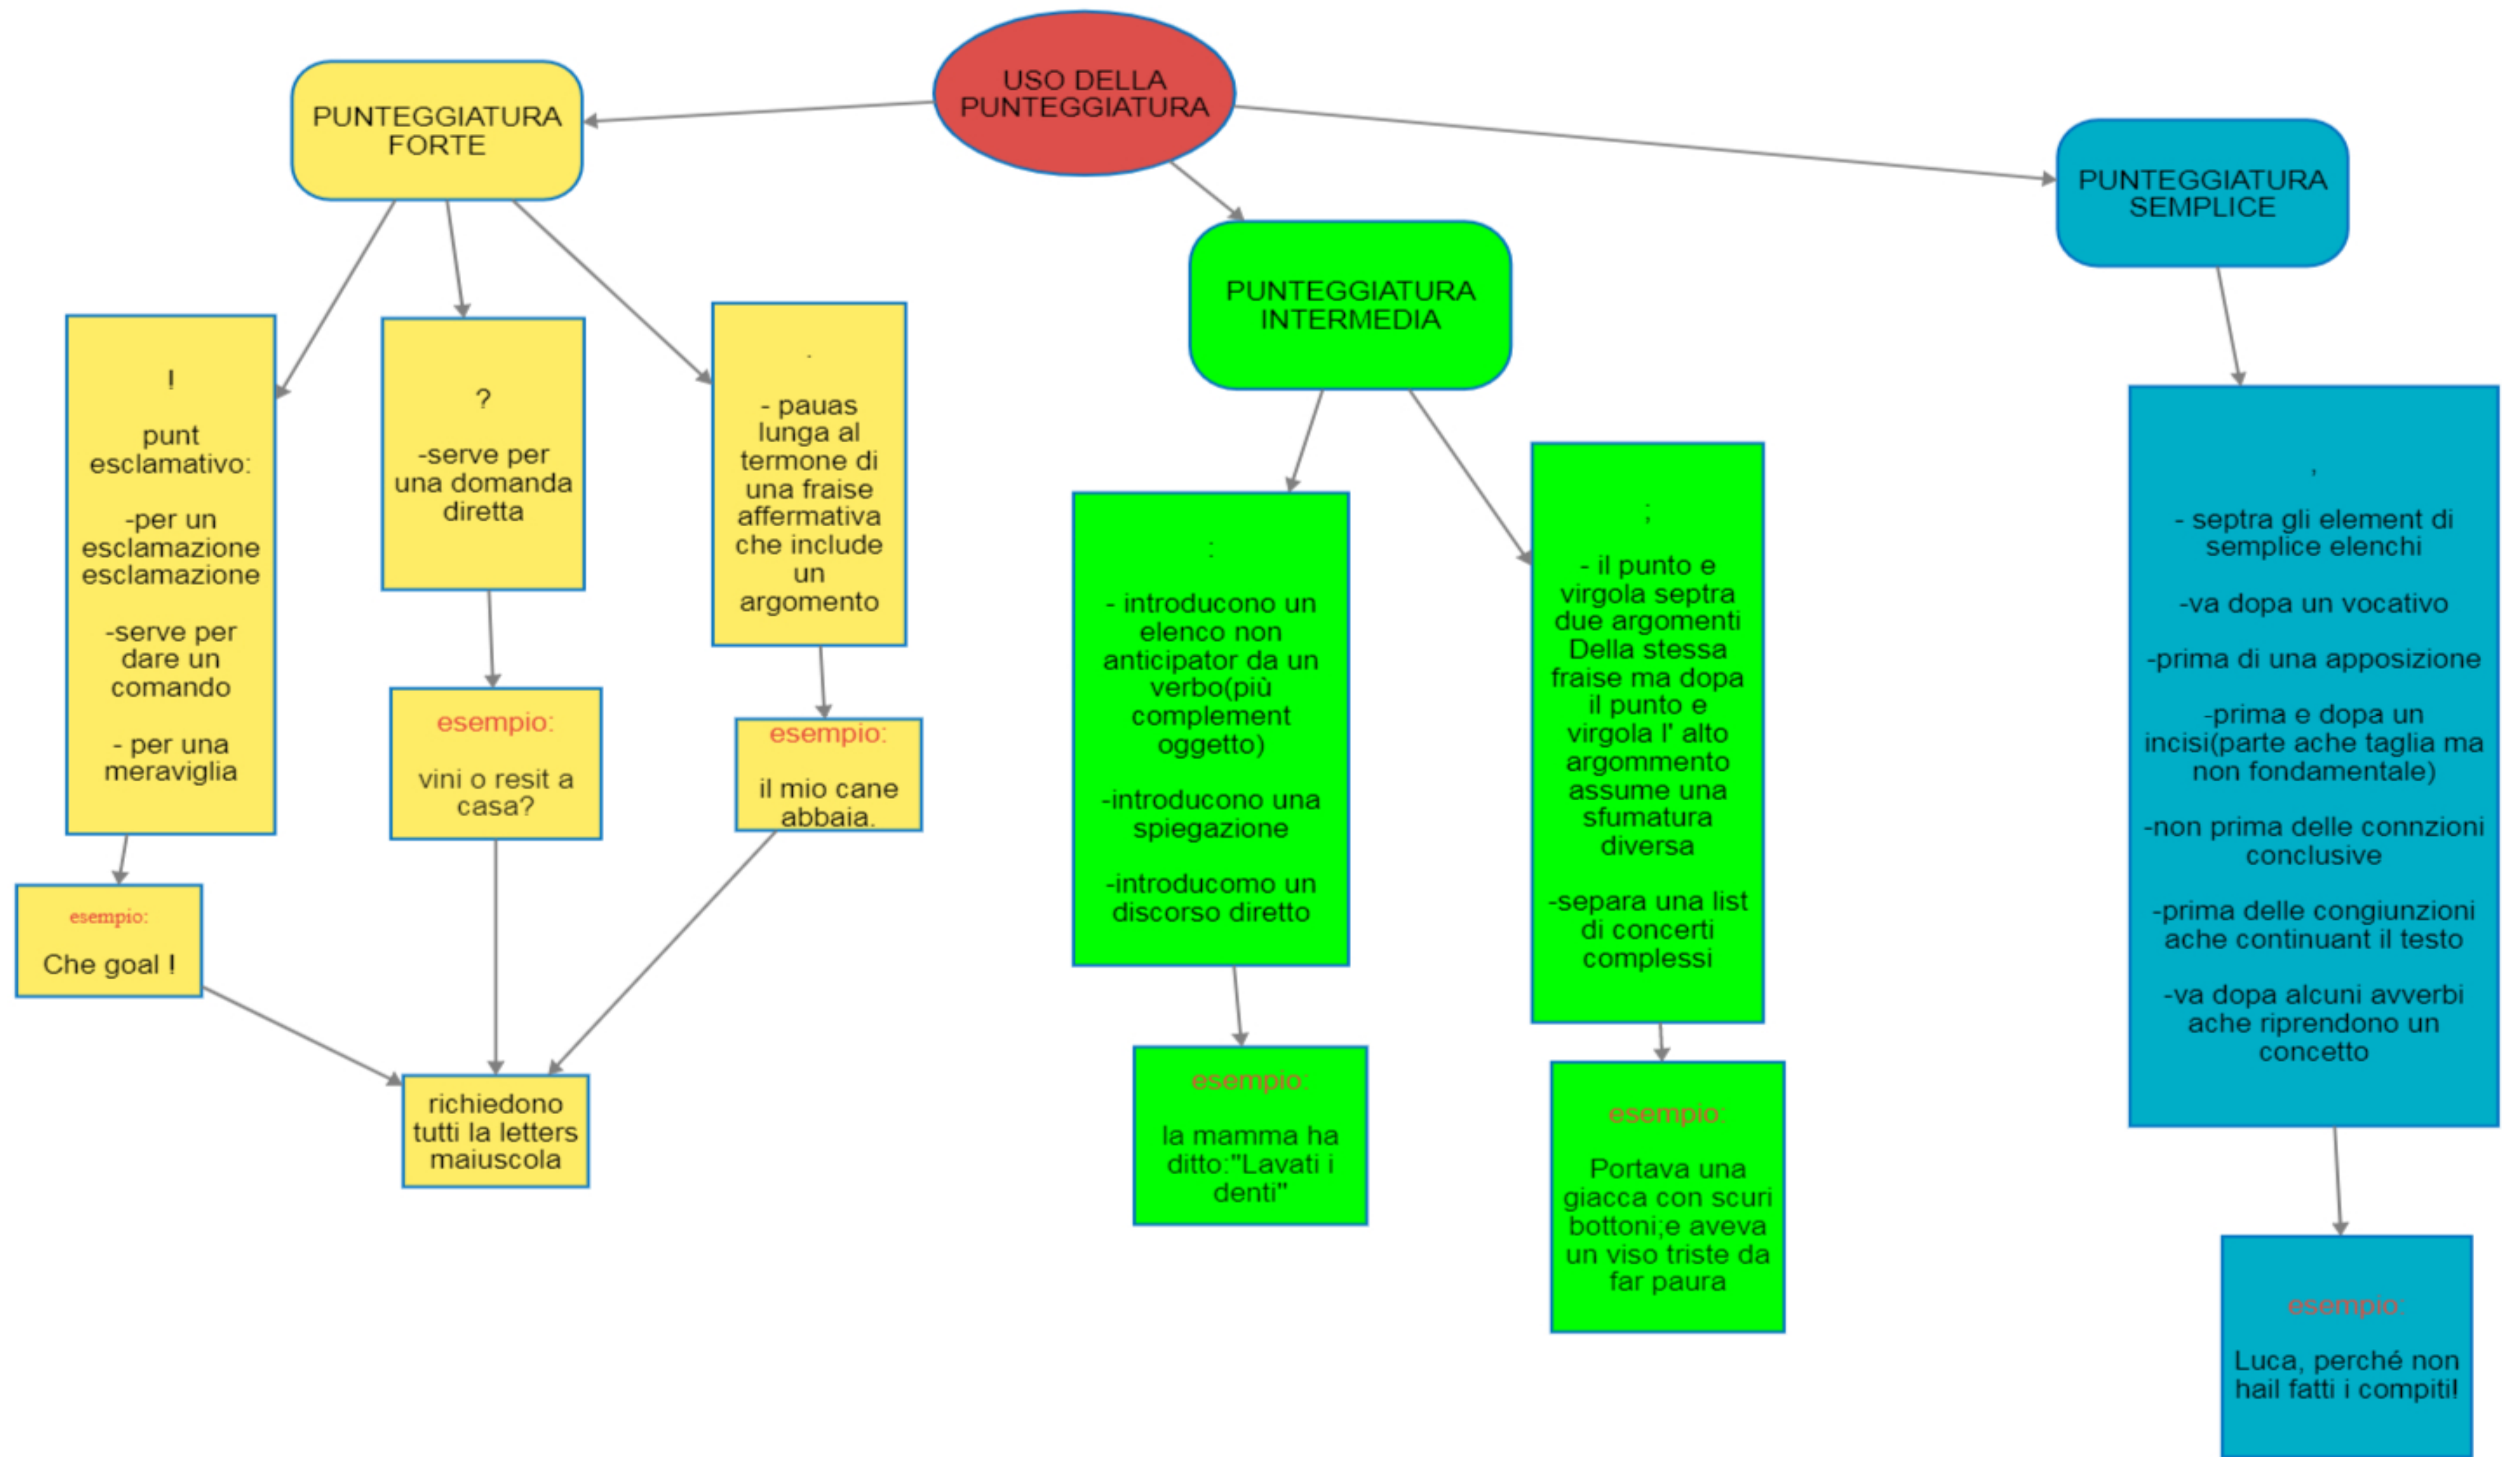 USO DELLA
PUNTEGGIATURA
PUNTEGGIATURA
FORTE
!
punt
esclamativo:
-per un
esclamazione
esclamazione
-serve per
dare un
comando
- per una
meraviglia
esempio:
Che goal !
?
-serve per
una domanda
diretta
esempio:
vini o resit a
casa?
.
- pauas
lunga al
termone di
una fraise
affermativa
che include
un
argomento
esempio:
il mio cane
abbaia.
richiedono
tutti la letters
maiuscola
PUNTEGGIATURA
INTERMEDIA
:
- introducono un
elenco non
anticipator da un
verbo(più
complement
oggetto)
-introducono una
spiegazione
-introducomo un
discorso diretto
esempio:
la mamma ha
ditto:"Lavati i
denti"
;
- il punto e
virgola septra
due argomenti
Della stessa
fraise ma dopa
il punto e
virgola l' alto
argommento
assume una
sfumatura
diversa
-separa una list
di concerti
complessi
esempio:
Portava una
giacca con scuri
bottoni;e aveva
un viso triste da
far paura
PUNTEGGIATURA
SEMPLICE
,
- septra gli element di
semplice elenchi
-va dopa un vocativo
-prima di una apposizione
-prima e dopa un
incisi(parte ache taglia ma
non fondamentale)
-non prima delle connzioni
conclusive
-prima delle congiunzioni
ache continuant il testo
-va dopa alcuni avverbi
ache riprendono un
concetto
esempio:
Luca, perché non
hail fatti i compiti!